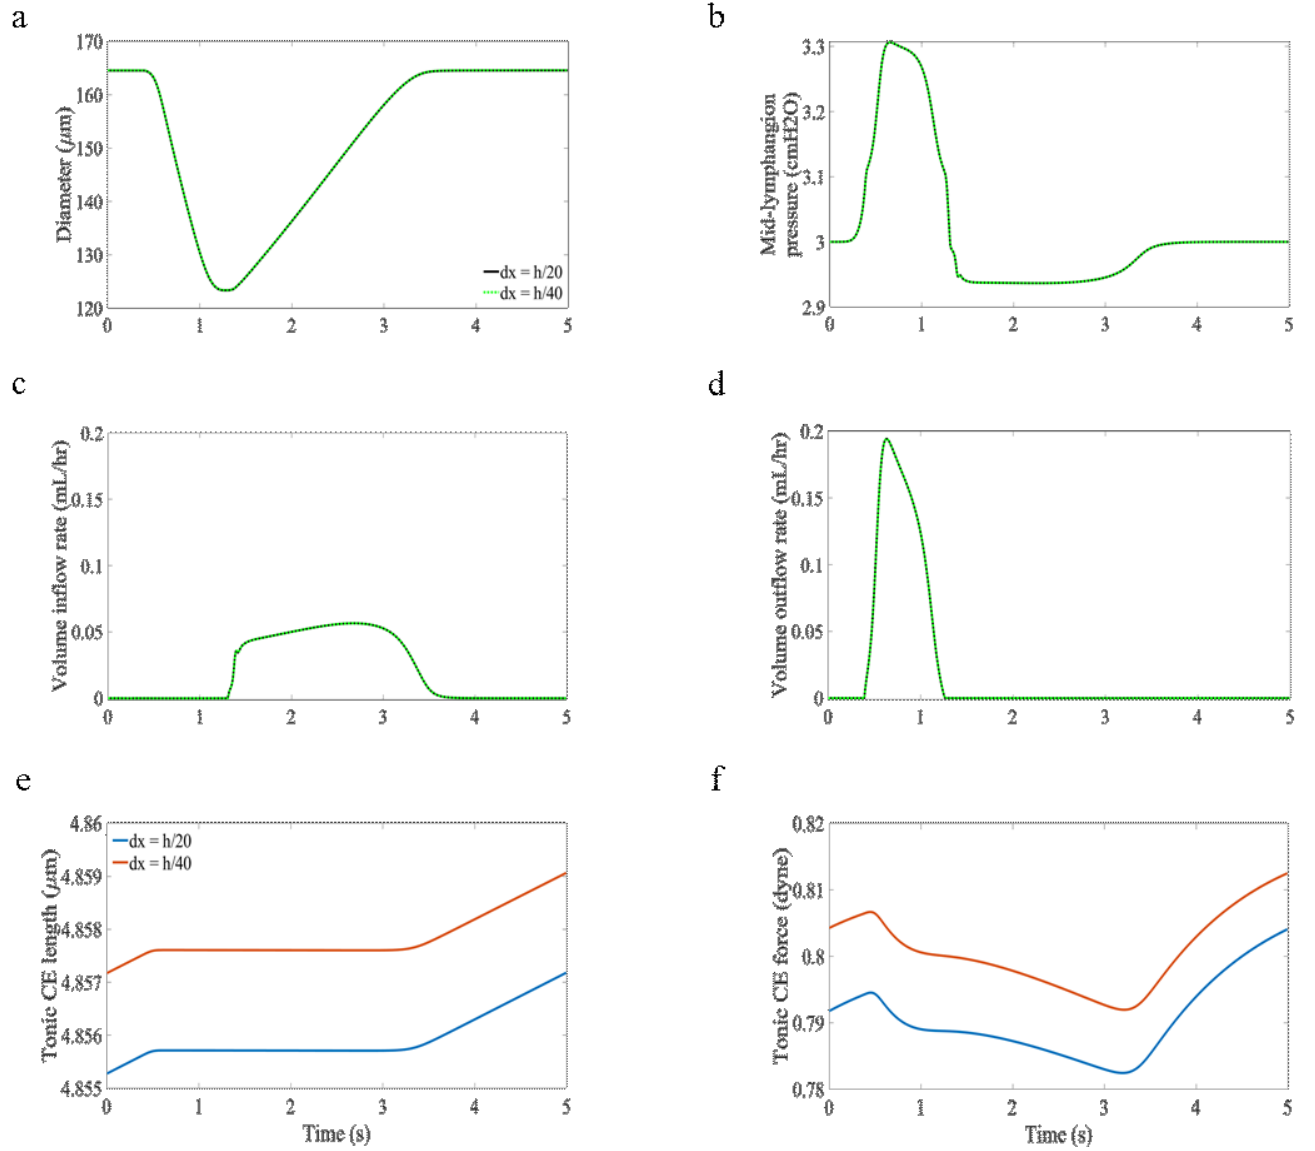 a
170
160
150
140
130
120
Diameter (μm)
dx = h/20
dx = h/40
0 1 2 3 4 5
b
3.3
3.2
3.1
3
2.9
Mid-lymphangion
pressure (cmH2O)
0 1 2 3 4 5
c
0.2
0.15
0.1
0.05
0
Volume inflow rate (mL/hr)
0 1 2 3 4 5
d
0.2
0.15
0.1
0.05
0
Volume outflow rate (mL/hr)
0 1 2 3 4 5
e
4.86
4.859
4.858
4.857
4.856
4.855
Tonic CE length (μm)
dx = h/20
dx = h/40
0 1 2 3 4 5
Time (s)
f
0.82
0.81
0.8
0.79
0.78
Tonic CE force (dyne)
0 1 2 3 4 5
Time (s)